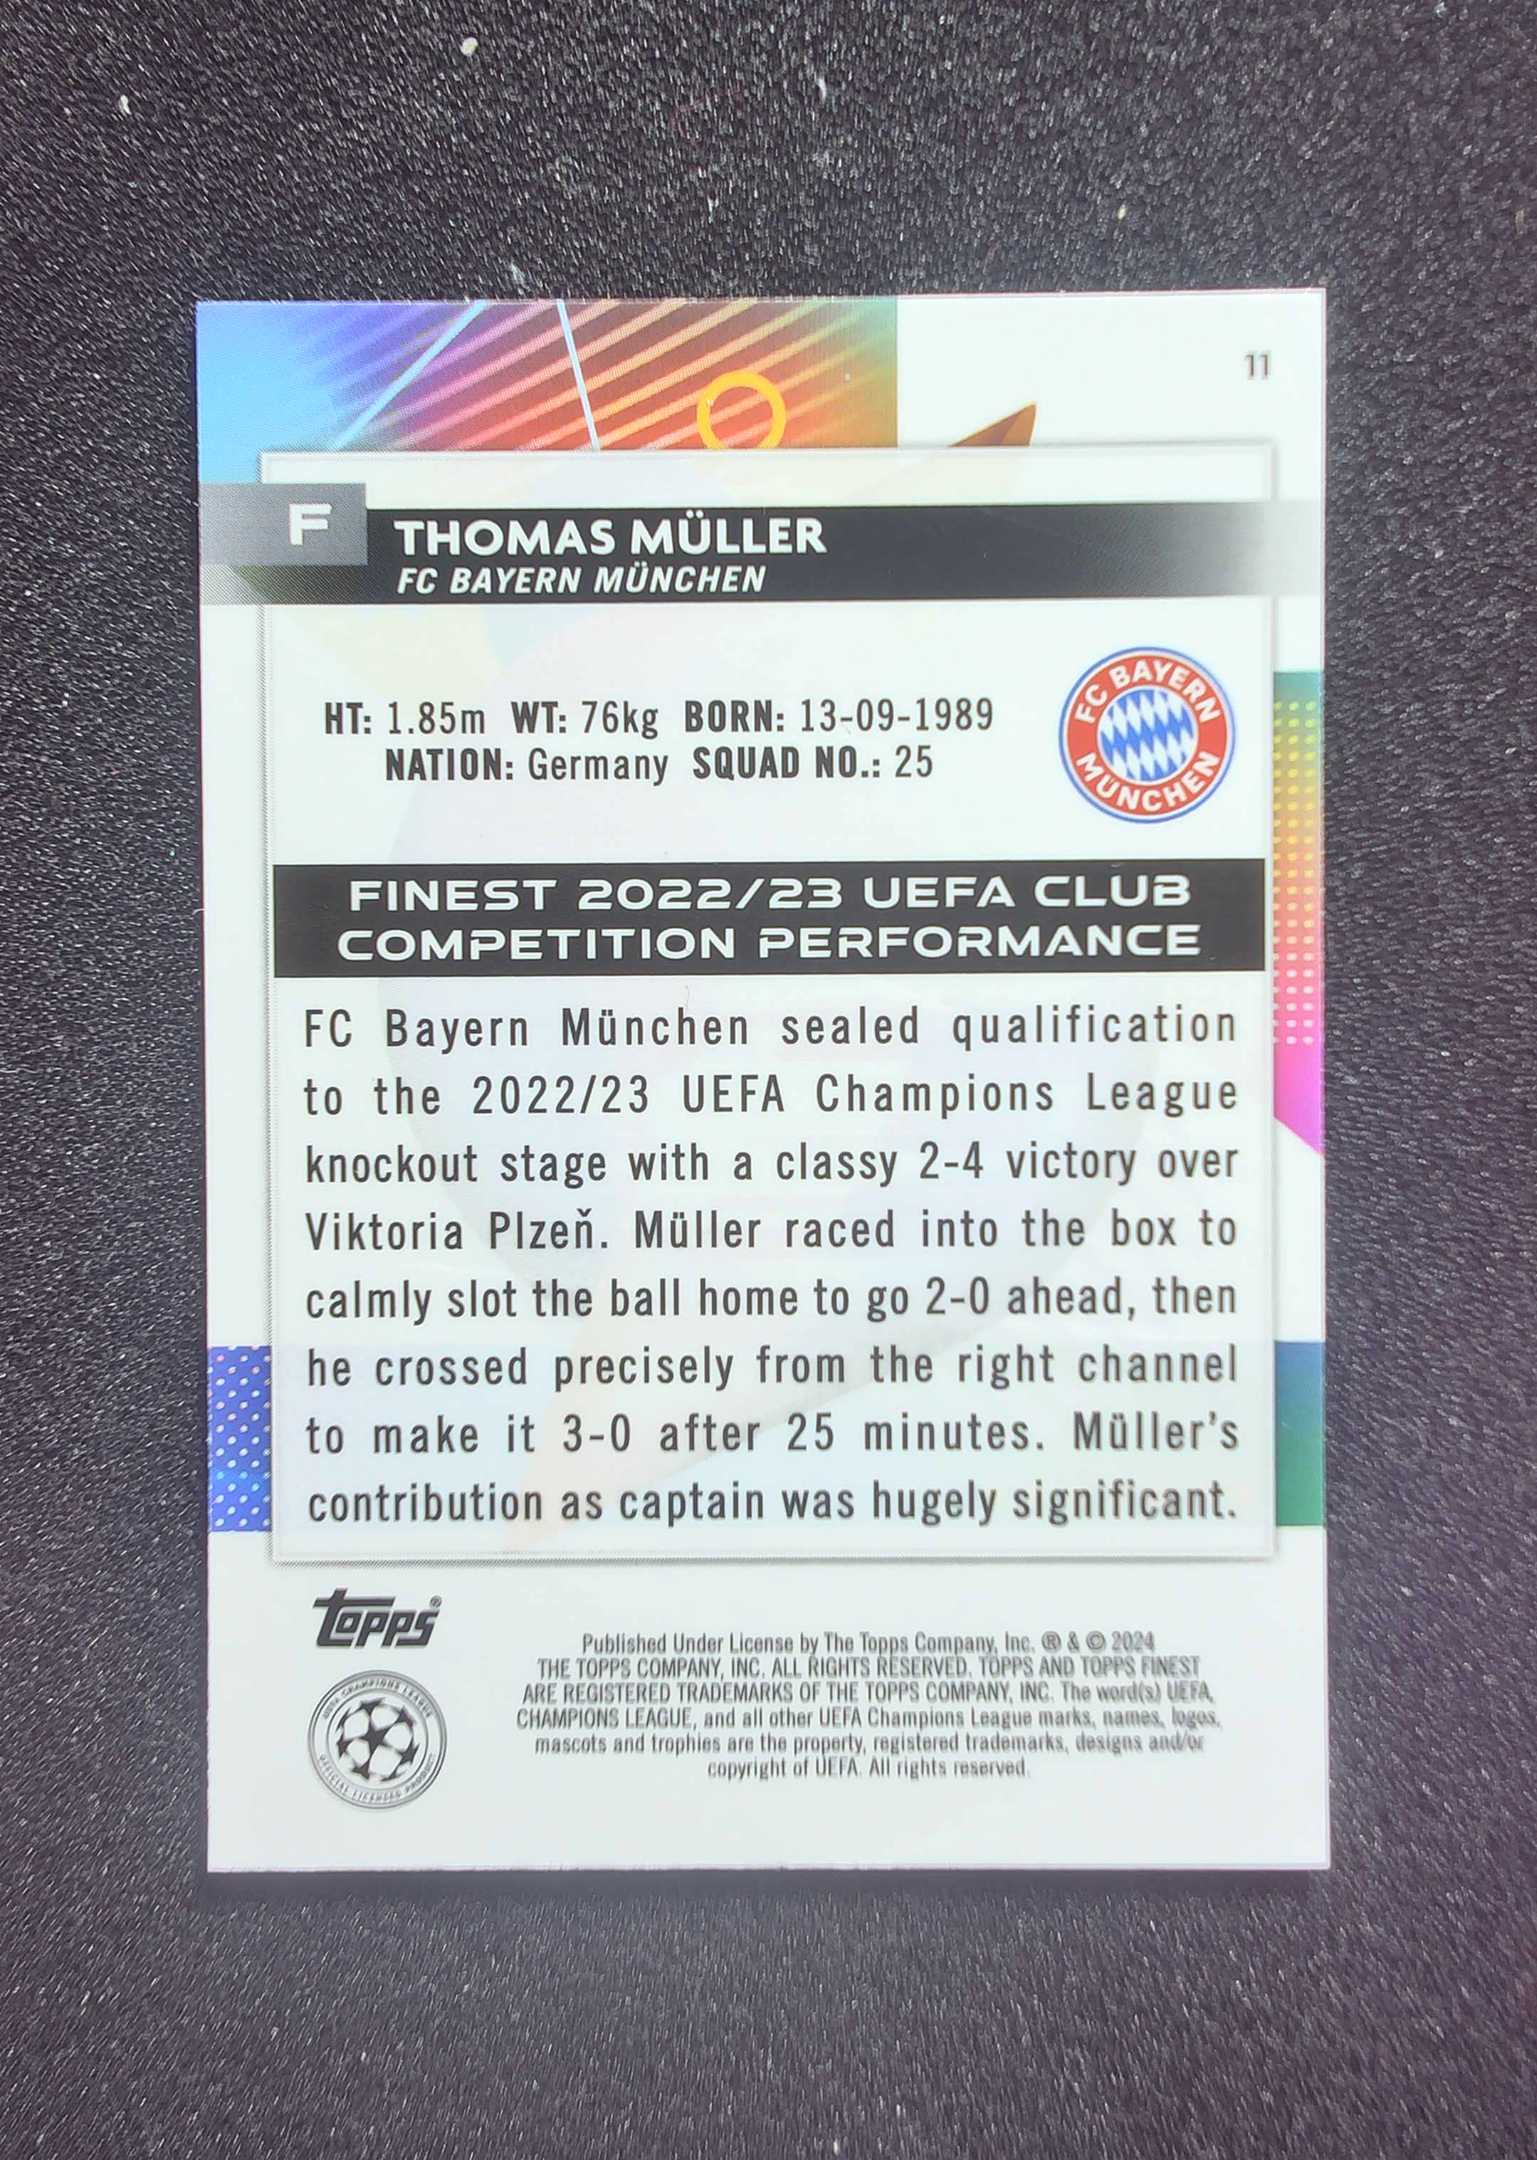 11
F
THOMAS MÜLLER
FC BAYERN MÜNCHEN
HT: 1.85m WT: 76kg BORN: 13-09-1989
NATION: Germany SQUAD NO.: 25
FC BAYERN
MÜNCHEN
FINEST 2022/23 UEFA CLUB
COMPETITION PERFORMANCE
FC Bayern München sealed qualification
to the 2022/23 UEFA Champions League
knockout stage with a classy 2-4 victory over
Viktoria Plzeň. Müller raced into the box to
calmly slot the ball home to go 2-0 ahead, then
he crossed precisely from the right channel
to make it 3-0 after 25 minutes. Müller's
contribution as captain was hugely significant.
topps®
UEFA CHAMPIONS LEAGUE
OFFICIAL LICENSED PRODUCT
Published Under License by The Topps Company, Inc. ® & © 2024
THE TOPPS COMPANY, INC. ALL RIGHTS RESERVED. TOPPS AND TOPPS FINEST
ARE REGISTERED TRADEMARKS OF THE TOPPS COMPANY, INC. The word(s) UEFA,
CHAMPIONS LEAGUE, and all other UEFA Champions League marks, names, logos,
mascots and trophies are the property, registered trademarks, designs and/or
copyright of UEFA. All rights reserved.